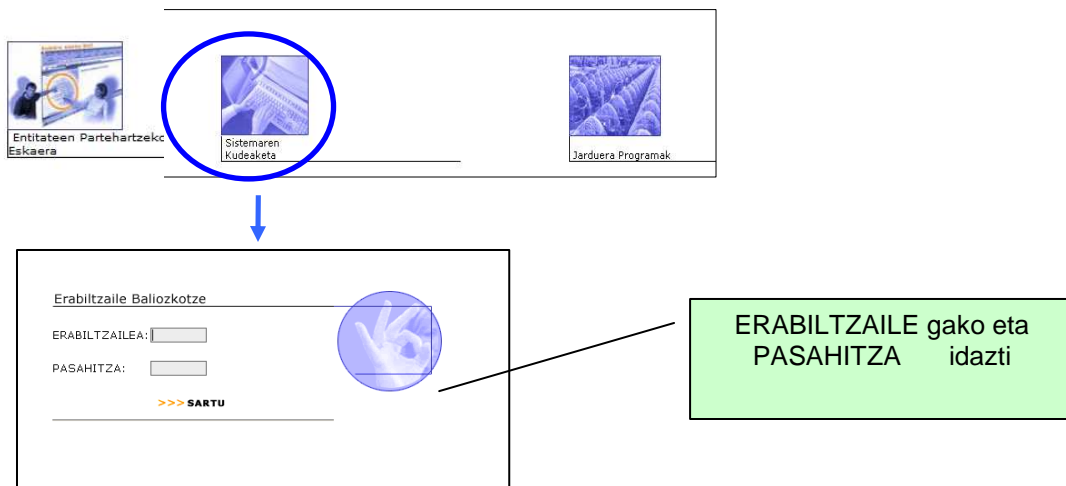 Entitateen Partehartzeko
Eskaera
Sistemaren
Kudeaketa
Jarduera Programak
Erabiltzaile Baliozkotze
ERABILTZAILEA:
PASAHITZA:
>>> SARTU
ERABILTZAILE gako eta
PASAHITZA idazti